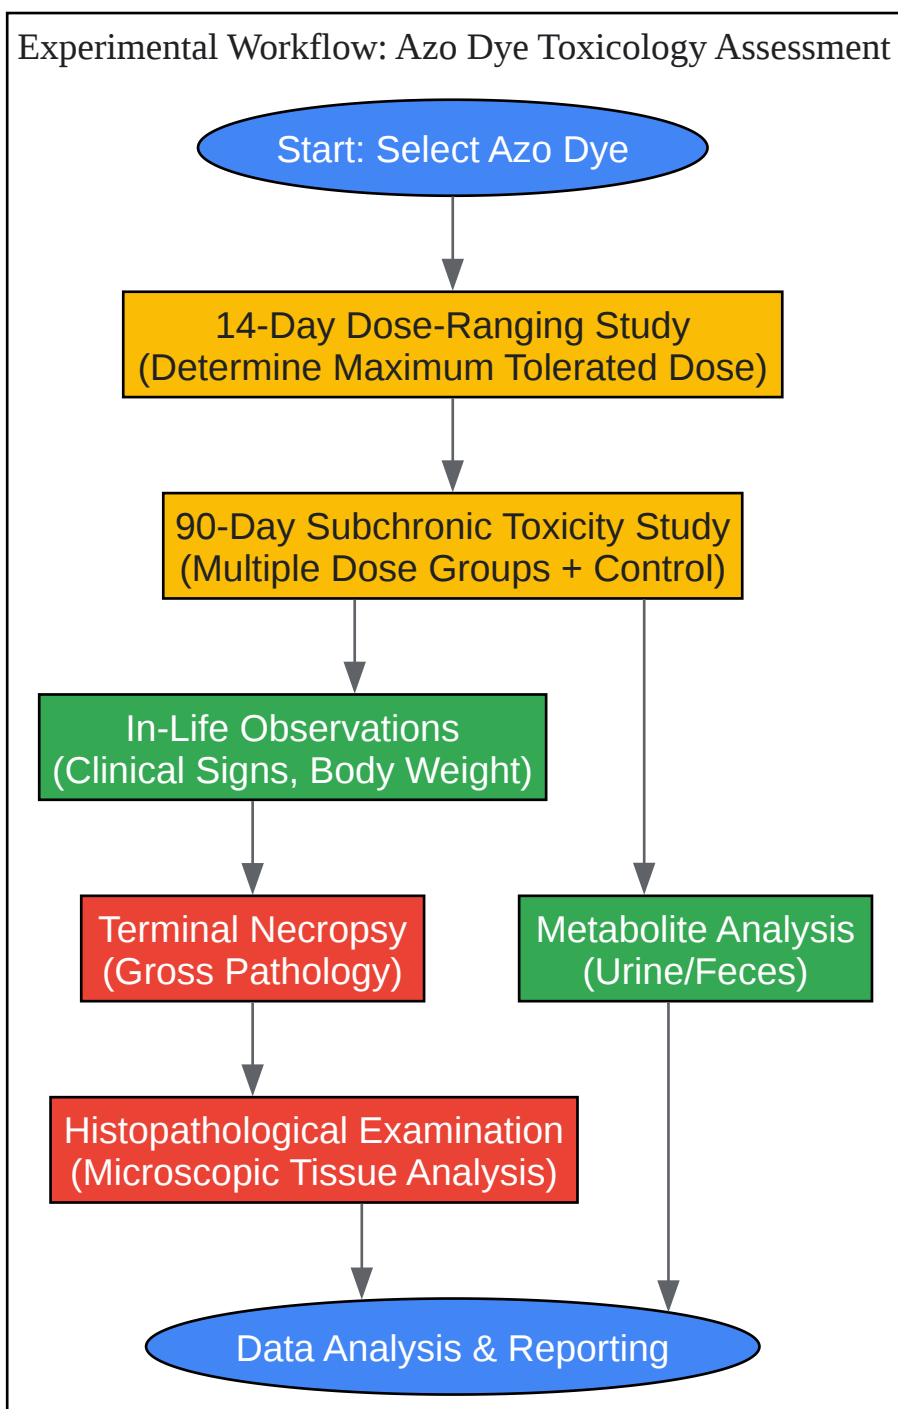 Experimental Workflow: Azo Dye Toxicology Assessment
Start: Select Azo Dye
14-Day Dose-Ranging Study
(Determine Maximum Tolerated Dose)
90-Day Subchronic Toxicity Study
(Multiple Dose Groups + Control)
In-Life Observations
(Clinical Signs, Body Weight)
Terminal Necropsy
(Gross Pathology)
Metabolite Analysis
(Urine/Feces)
Histopathological Examination
(Microscopic Tissue Analysis)
Data Analysis & Reporting